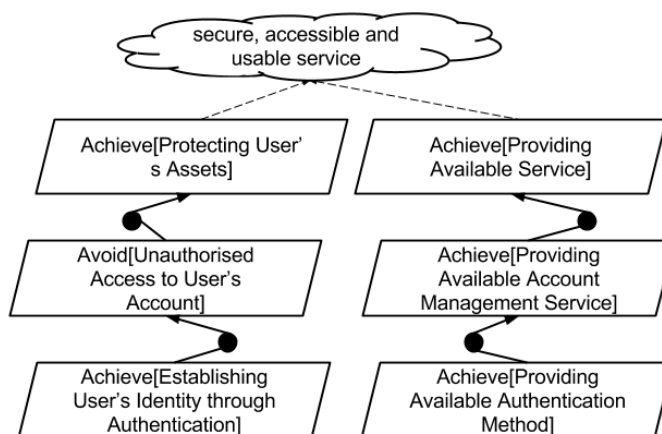 secure, accessible and
usable service
Achieve[Protecting User'
s Assets]
Achieve[Providing
Available Service]
Avoid[Unauthorised
Access to User's
Account]
Achieve[Providing
Available Account
Management Service]
Achieve[Establishing
User's Identity through
Authentication]
Achieve[Providing
Available Authentication
Method]